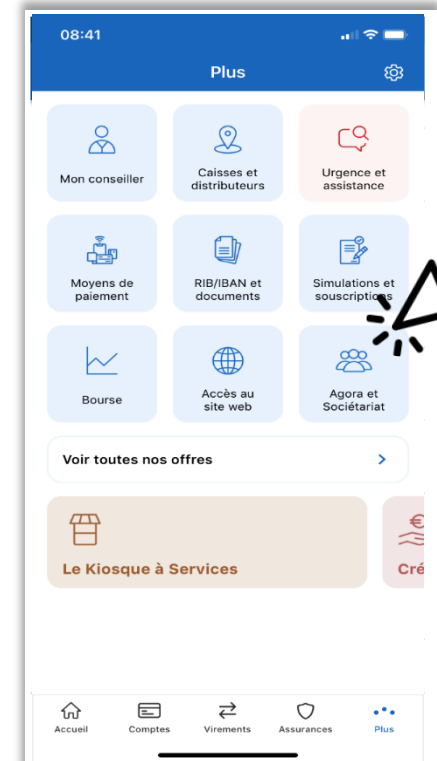 08:41
Plus
Mon conseiller
Caisses et
distributeurs
Urgence et
assistance
Moyens de
paiement
RIB/IBAN et
documents
Simulations et
souscriptions
Bourse
Accès au
site web
Agora et
Sociétariat
Voir toutes nos offres
Le Kiosque à Services
Cré
Accueil
Comptes
Virements
Assurances
Plus